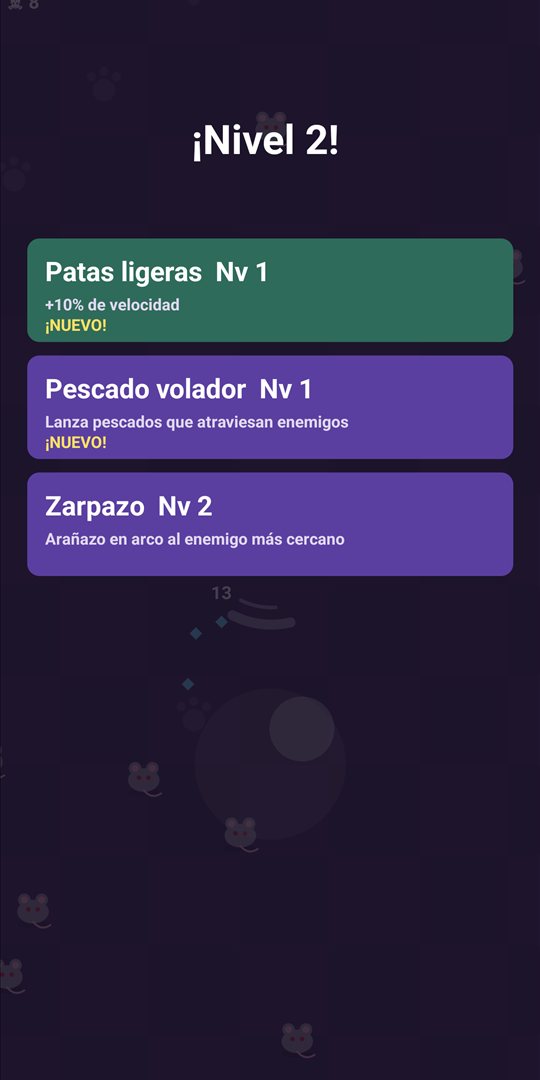 8
¡Nivel 2!
Patas ligeras Nv 1
+10% de velocidad
¡NUEVO!
Pescado volador Nv 1
Lanza pescados que atraviesan enemigos
¡NUEVO!
Zarpazo Nv 2
Arañazo en arco al enemigo más cercano
13